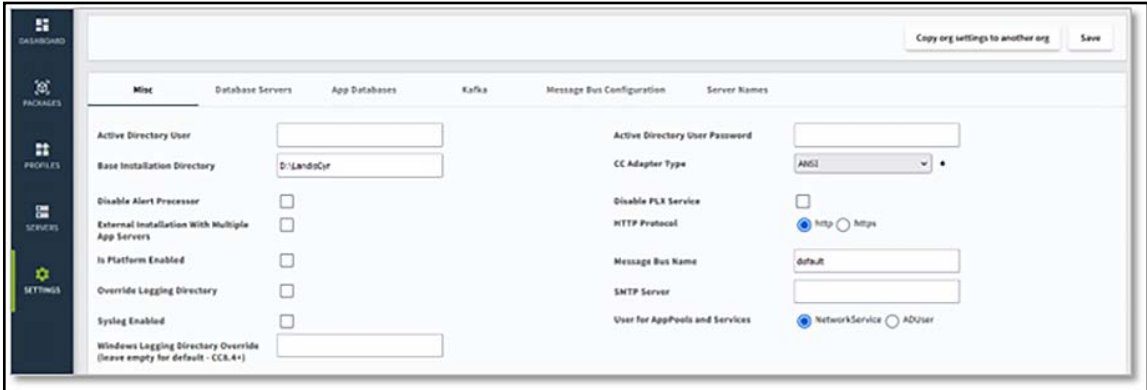 DASHBOARD
PACKAGES
PROFILES
SERVERS
SETTINGS
Copy org settings to another org
Save
Misc
Database Servers
App Databases
Kafka
Message Bus Configuration
Server Names
Active Directory User
Active Directory User Password
Base Installation Directory
D:\LandisGyr
CC Adapter Type
ANSI
Disable Alert Processor
Disable PLX Service
External Installation With Multiple
App Servers
HTTP Protocol
http
https
Is Platform Enabled
Message Bus Name
default
Override Logging Directory
SMTP Server
Syslog Enabled
User for AppPools and Services
NetworkService
ADUser
Windows Logging Directory Override
(leave empty for default - CC8.4+)